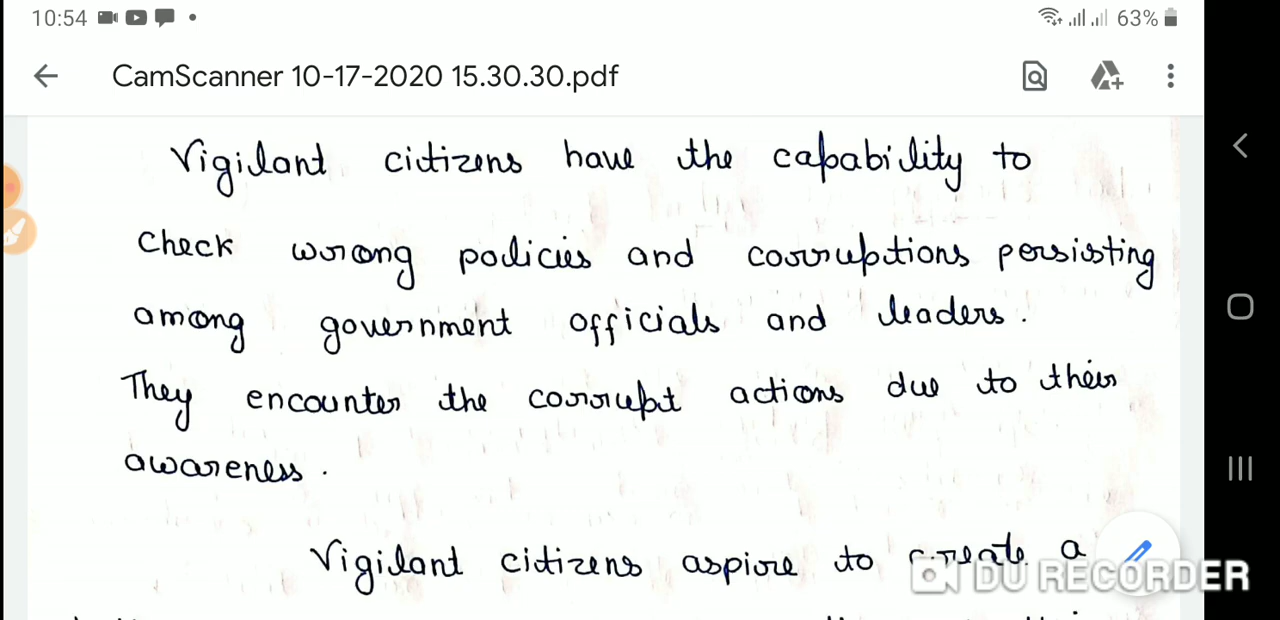 10:54
63%
CamScanner 10-17-2020 15.30.30.pdf
Vigilant citizens have the capability to
check wrong policies and corruptions persisting
among government officials and leaders.
They encounter the corrupt actions due to their
awareness.
Vigilant citizens aspire to create a
DU RECORDER